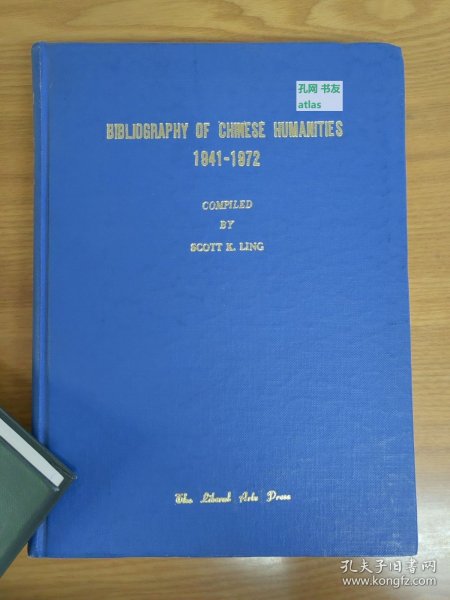 孔网 书友
atlas
BIBLIOGRAPHY OF CHINESE HUMANITIES
1941-1972
COMPILED
BY
SCOTT K. LING
The Liberal Arts Press
孔夫子旧书网
www.kongfz.com